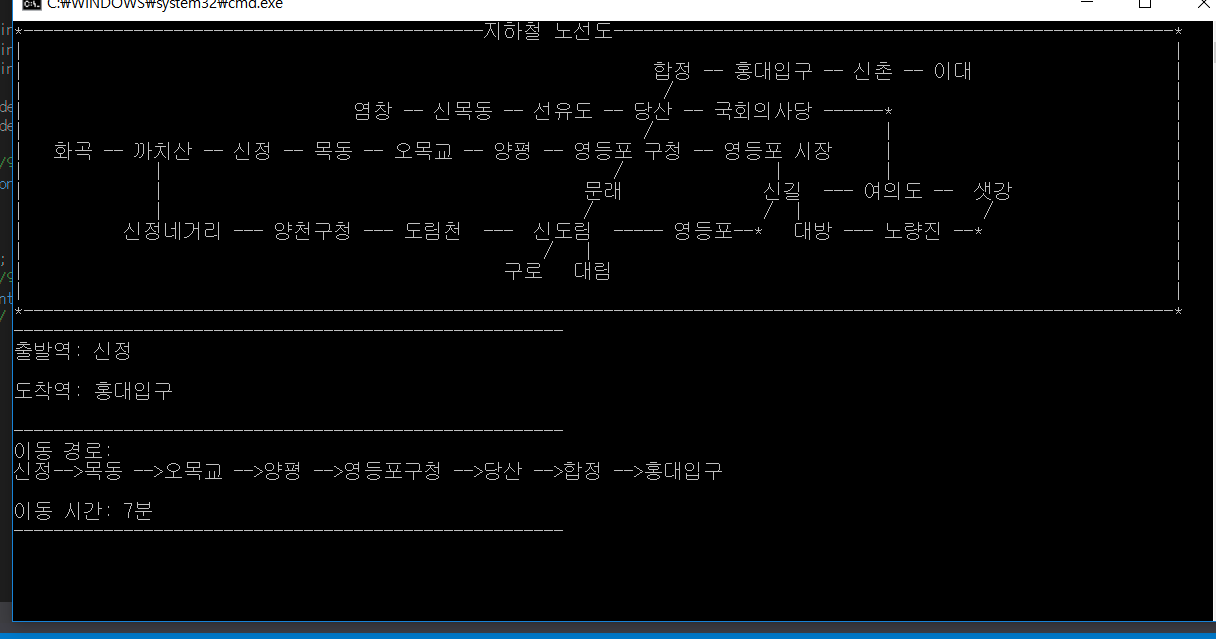 C:₩WINDOWS₩system32₩cmd.exe
*----------------------------------------------지하철 노선도--------------------------------------------------------*
합정 -- 홍대입구 -- 신촌 -- 이대
/
염창 -- 신목동 -- 선유도 -- 당산 -- 국회의사당 ------*
/ |
화곡 -- 까치산 -- 신정 -- 목동 -- 오목교 -- 양평 -- 영등포 구청 -- 영등포 시장 |
| / | |
| 문래 신길 --- 여의도 -- 샛강
| / / | /
신정네거리 --- 양천구청 --- 도림천 --- 신도림 ----- 영등포--* 대방 --- 노량진 --*
/ |
구로 대림
*-------------------------------------------------------------------------------------------------------------------*
-------------------------------------------------------
출발역: 신정
도착역: 홍대입구
-------------------------------------------------------
이동 경로:
신정-->목동 -->오목교 -->양평 -->영등포구청 -->당산 -->합정 -->홍대입구
이동 시간: 7분
-------------------------------------------------------